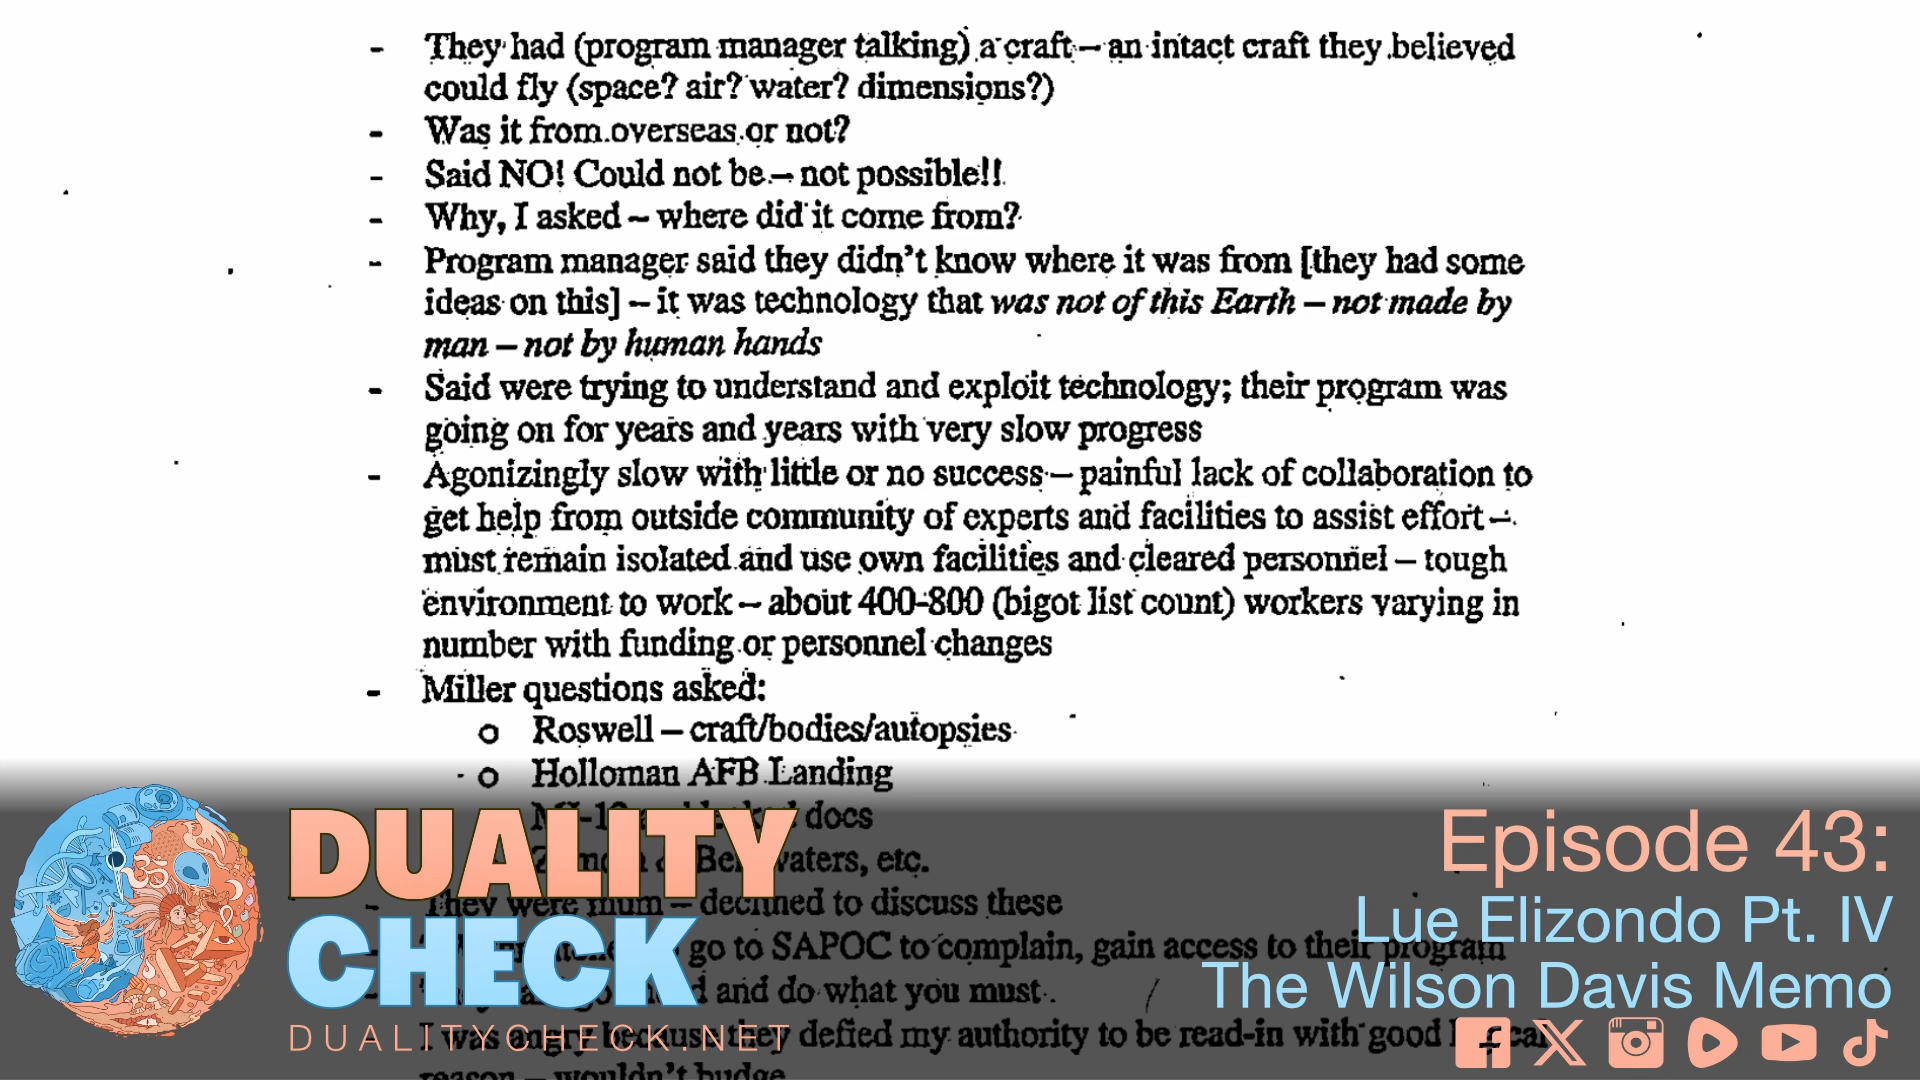 - They had (program manager talking) a craft – an intact craft they believed
could fly (space? air? water? dimensions?)
- Was it from overseas or not?
- Said NO! Could not be – not possible!!
- Why, I asked – where did it come from?
- Program manager said they didn't know where it was from [they had some
ideas on this] – it was technology that was not of this Earth – not made by
man – not by human hands
- Said were trying to understand and exploit technology; their program was
going on for years and years with very slow progress
- Agonizingly slow with little or no success – painful lack of collaboration to
get help from outside community of experts and facilities to assist effort –
must remain isolated and use own facilities and cleared personnel – tough
environment to work – about 400-800 (bigot list count) workers varying in
number with funding or personnel changes
- Miller questions asked:
o Roswell – craft/bodies/autopsies
o Holloman AFB Landing
docs
etc.
- They were mum – declined to discuss these
go to SAPOC to complain, gain access to their program
and do what you must.
I was angry because they defied my authority to be read-in with good
reason – wouldn't budge
DUALITY
CHECK
DUALITYCHECK.NET
Episode 43:
Lue Elizondo Pt. IV
The Wilson Davis Memo